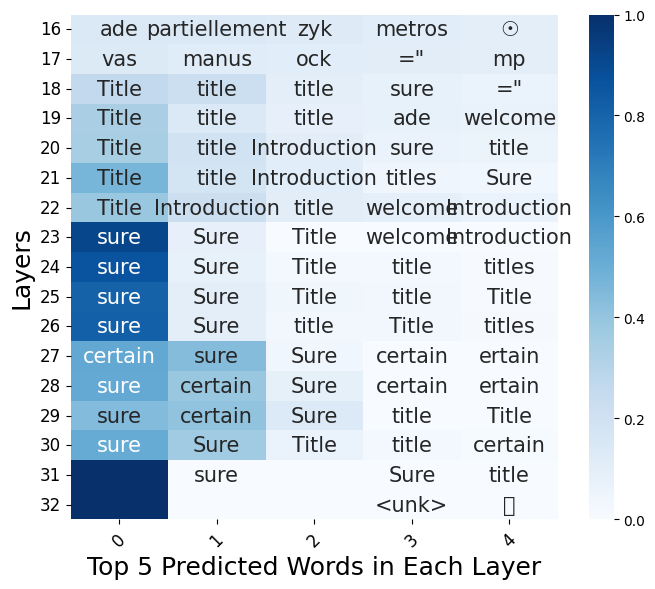 16 ade partiellement zyk metros ☉ 1.0
17 vas manus ock =" mp
18 Title title title sure ="
19 Title title title ade welcome 0.8
20 Title title Introduction sure title
21 Title title Introduction titles Sure
22 Title Introduction title welcome Introduction 0.6
23 sure Sure Title welcome Introduction
24 sure Sure Title title titles
25 sure Sure Title title Title
26 sure Sure title Title titles 0.4
27 certain sure Sure certain ertain
28 sure certain Sure certain ertain
29 sure certain Sure title Title 0.2
30 sure Sure Title title certain
31 sure Sure title
32 <unk> 0.0
0 1 2 3 4
Top 5 Predicted Words in Each Layer
Layers